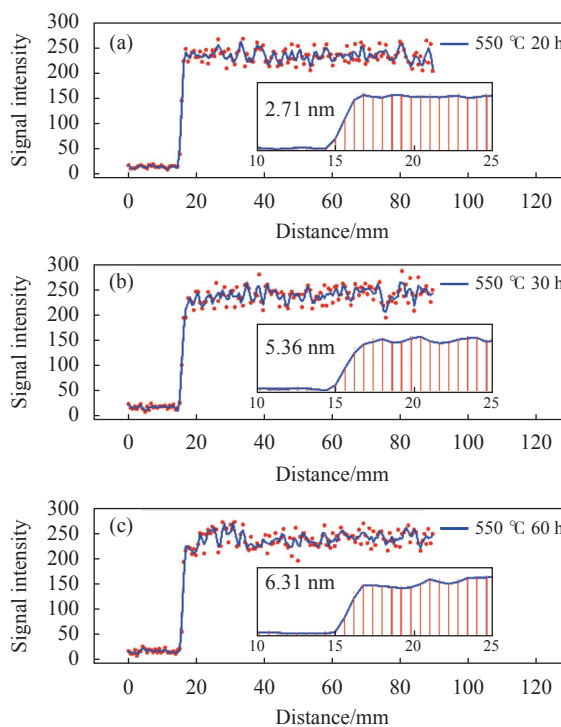 300
(a)
550 ℃ 20 h
250
200
150
100
50
0
Signal intensity
2.71 nm
10 15 20 25
0 20 40 60 80 100 120
Distance/mm
300
(b)
550 ℃ 30 h
250
200
150
100
50
0
Signal intensity
5.36 nm
10 15 20 25
0 20 40 60 80 100 120
Distance/mm
300
(c)
550 ℃ 60 h
250
200
150
100
50
0
Signal intensity
6.31 nm
10 15 20 25
0 20 40 60 80 100 120
Distance/mm